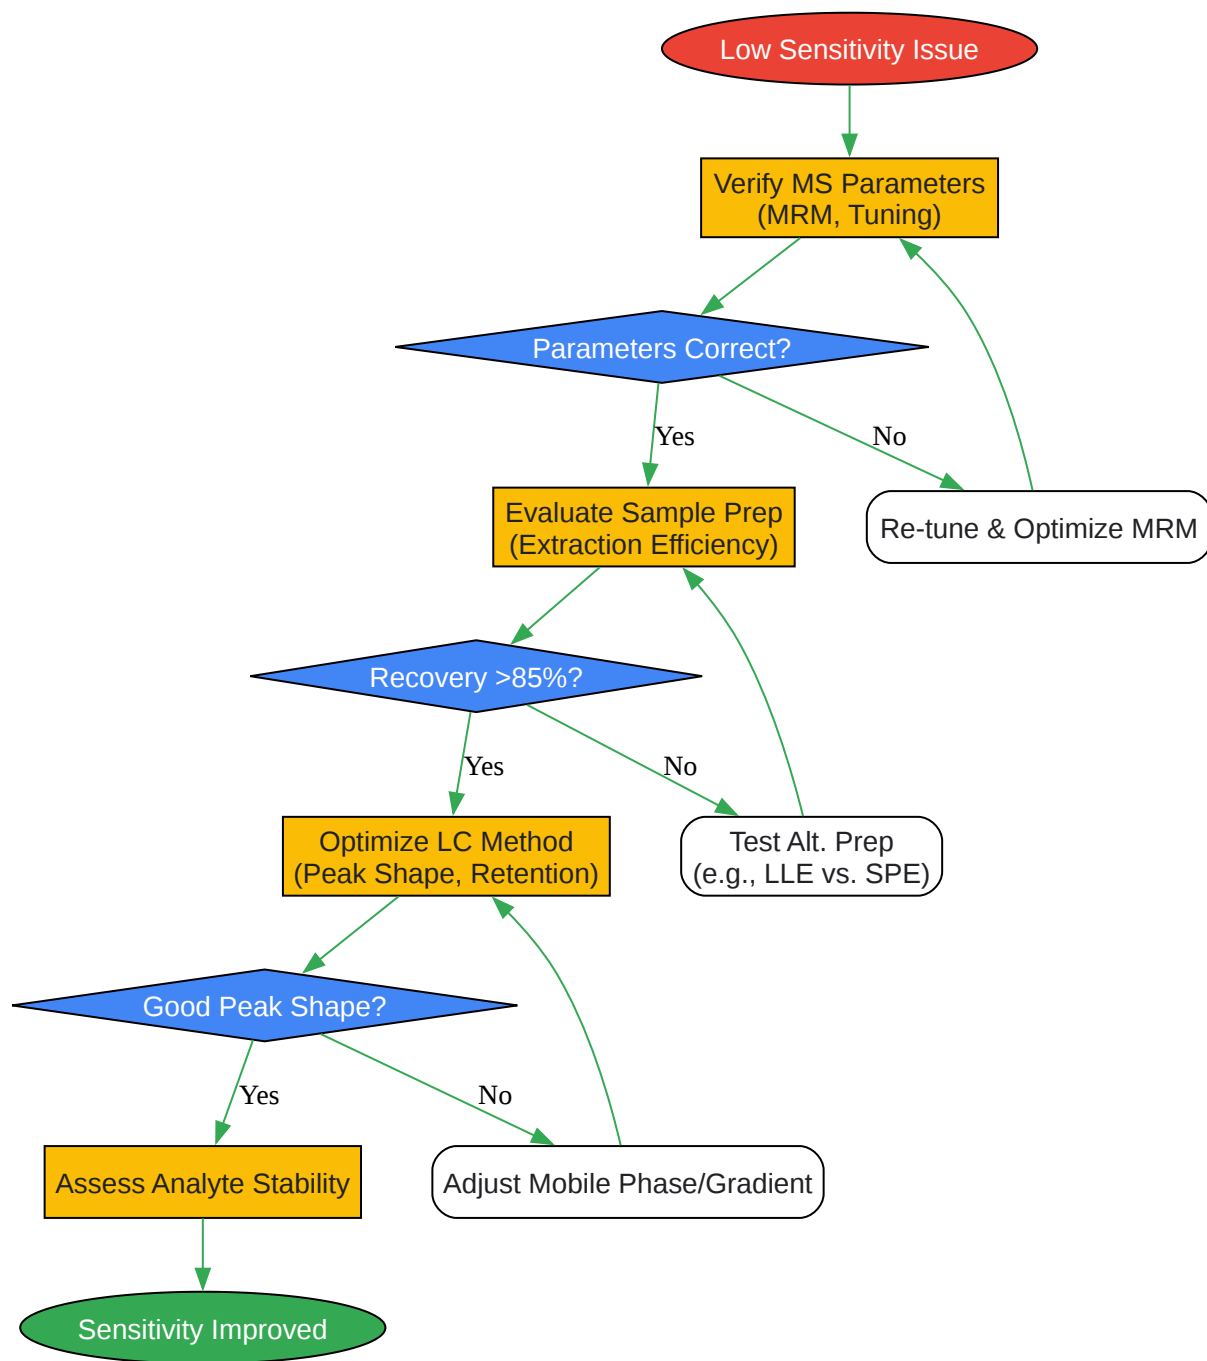 Low Sensitivity Issue
Verify MS Parameters
(MRM, Tuning)
Parameters Correct?
Yes
No
Evaluate Sample Prep
(Extraction Efficiency)
Re-tune & Optimize MRM
Recovery >85%?
Yes
No
Optimize LC Method
(Peak Shape, Retention)
Test Alt. Prep
(e.g., LLE vs. SPE)
Good Peak Shape?
Yes
No
Assess Analyte Stability
Adjust Mobile Phase/Gradient
Sensitivity Improved